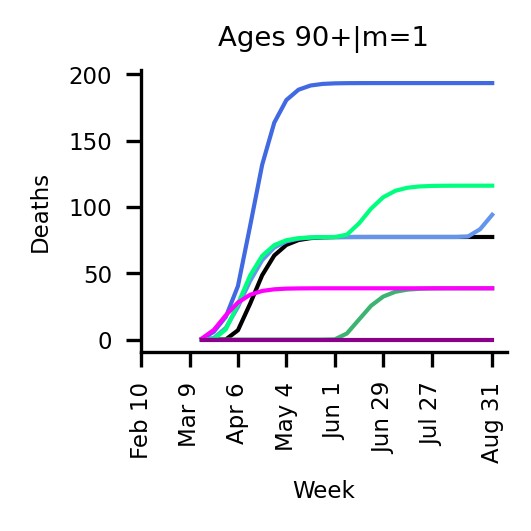 Ages 90+|m=1
200
150
100
50
0
Deaths
Feb 10
Mar 9
Apr 6
May 4
Jun 1
Jun 29
Jul 27
Aug 31
Week